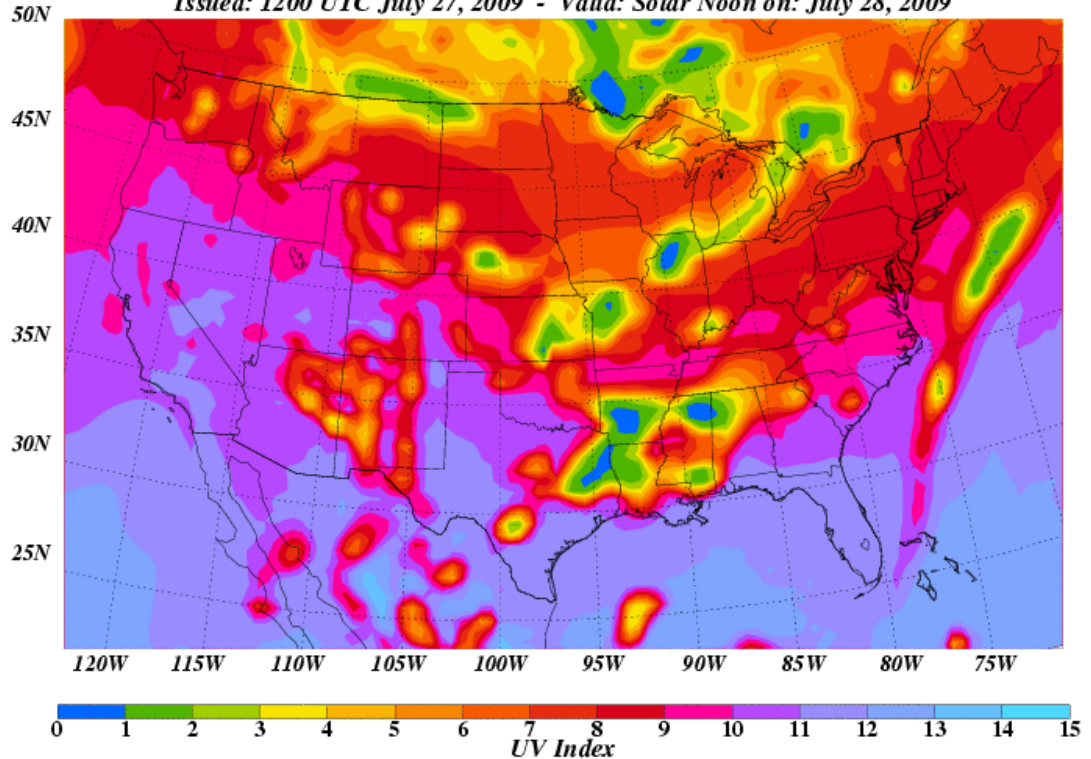 Issued: 1200 UTC July 27, 2009 - Valid: Solar Noon on: July 28, 2009
50N
45N
40N
35N
30N
25N
120W 115W 110W 105W 100W 95W 90W 85W 80W 75W
0 1 2 3 4 5 6 7 8 9 10 11 12 13 14 15
UV Index